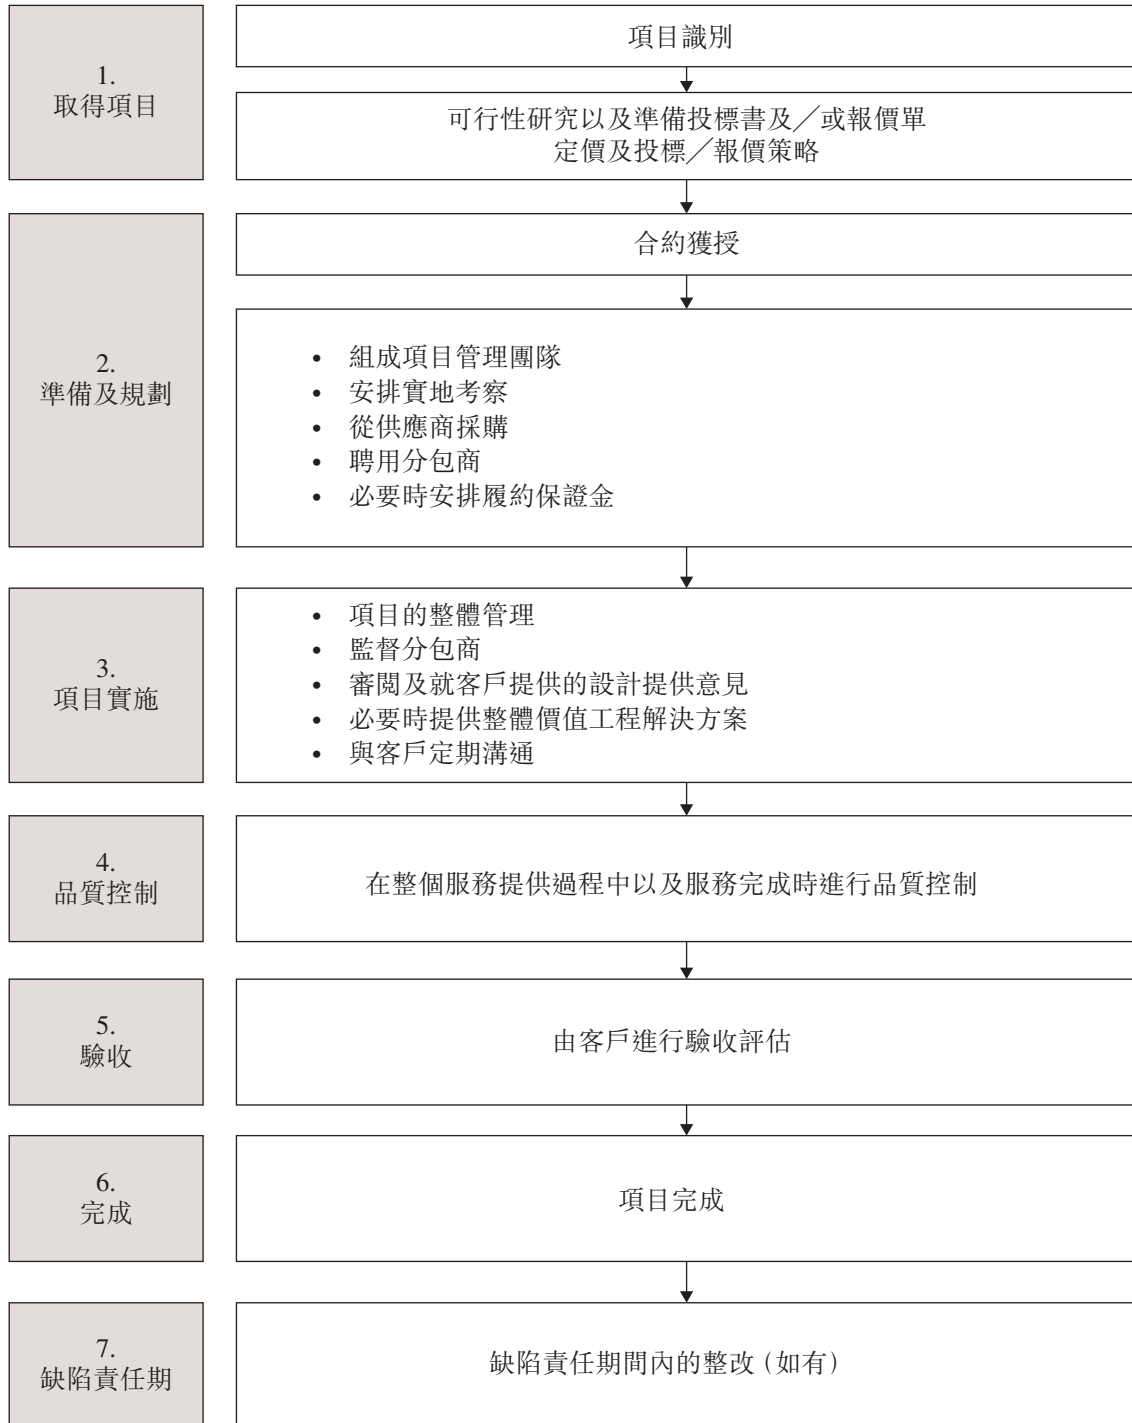 1.
取得項目
項目識別
可行性研究以及準備投標書及／或報價單
定價及投標／報價策略
2.
準備及規劃
合約獲授
• 組成項目管理團隊
• 安排實地考察
• 從供應商採購
• 聘用分包商
• 必要時安排履約保證金
3.
項目實施
• 項目的整體管理
• 監督分包商
• 審閱及就客戶提供的設計提供意見
• 必要時提供整體價值工程解決方案
• 與客戶定期溝通
4.
品質控制
在整個服務提供過程中以及服務完成時進行品質控制
5.
驗收
由客戶進行驗收評估
6.
完成
項目完成
7.
缺陷責任期
缺陷責任期間內的整改（如有）